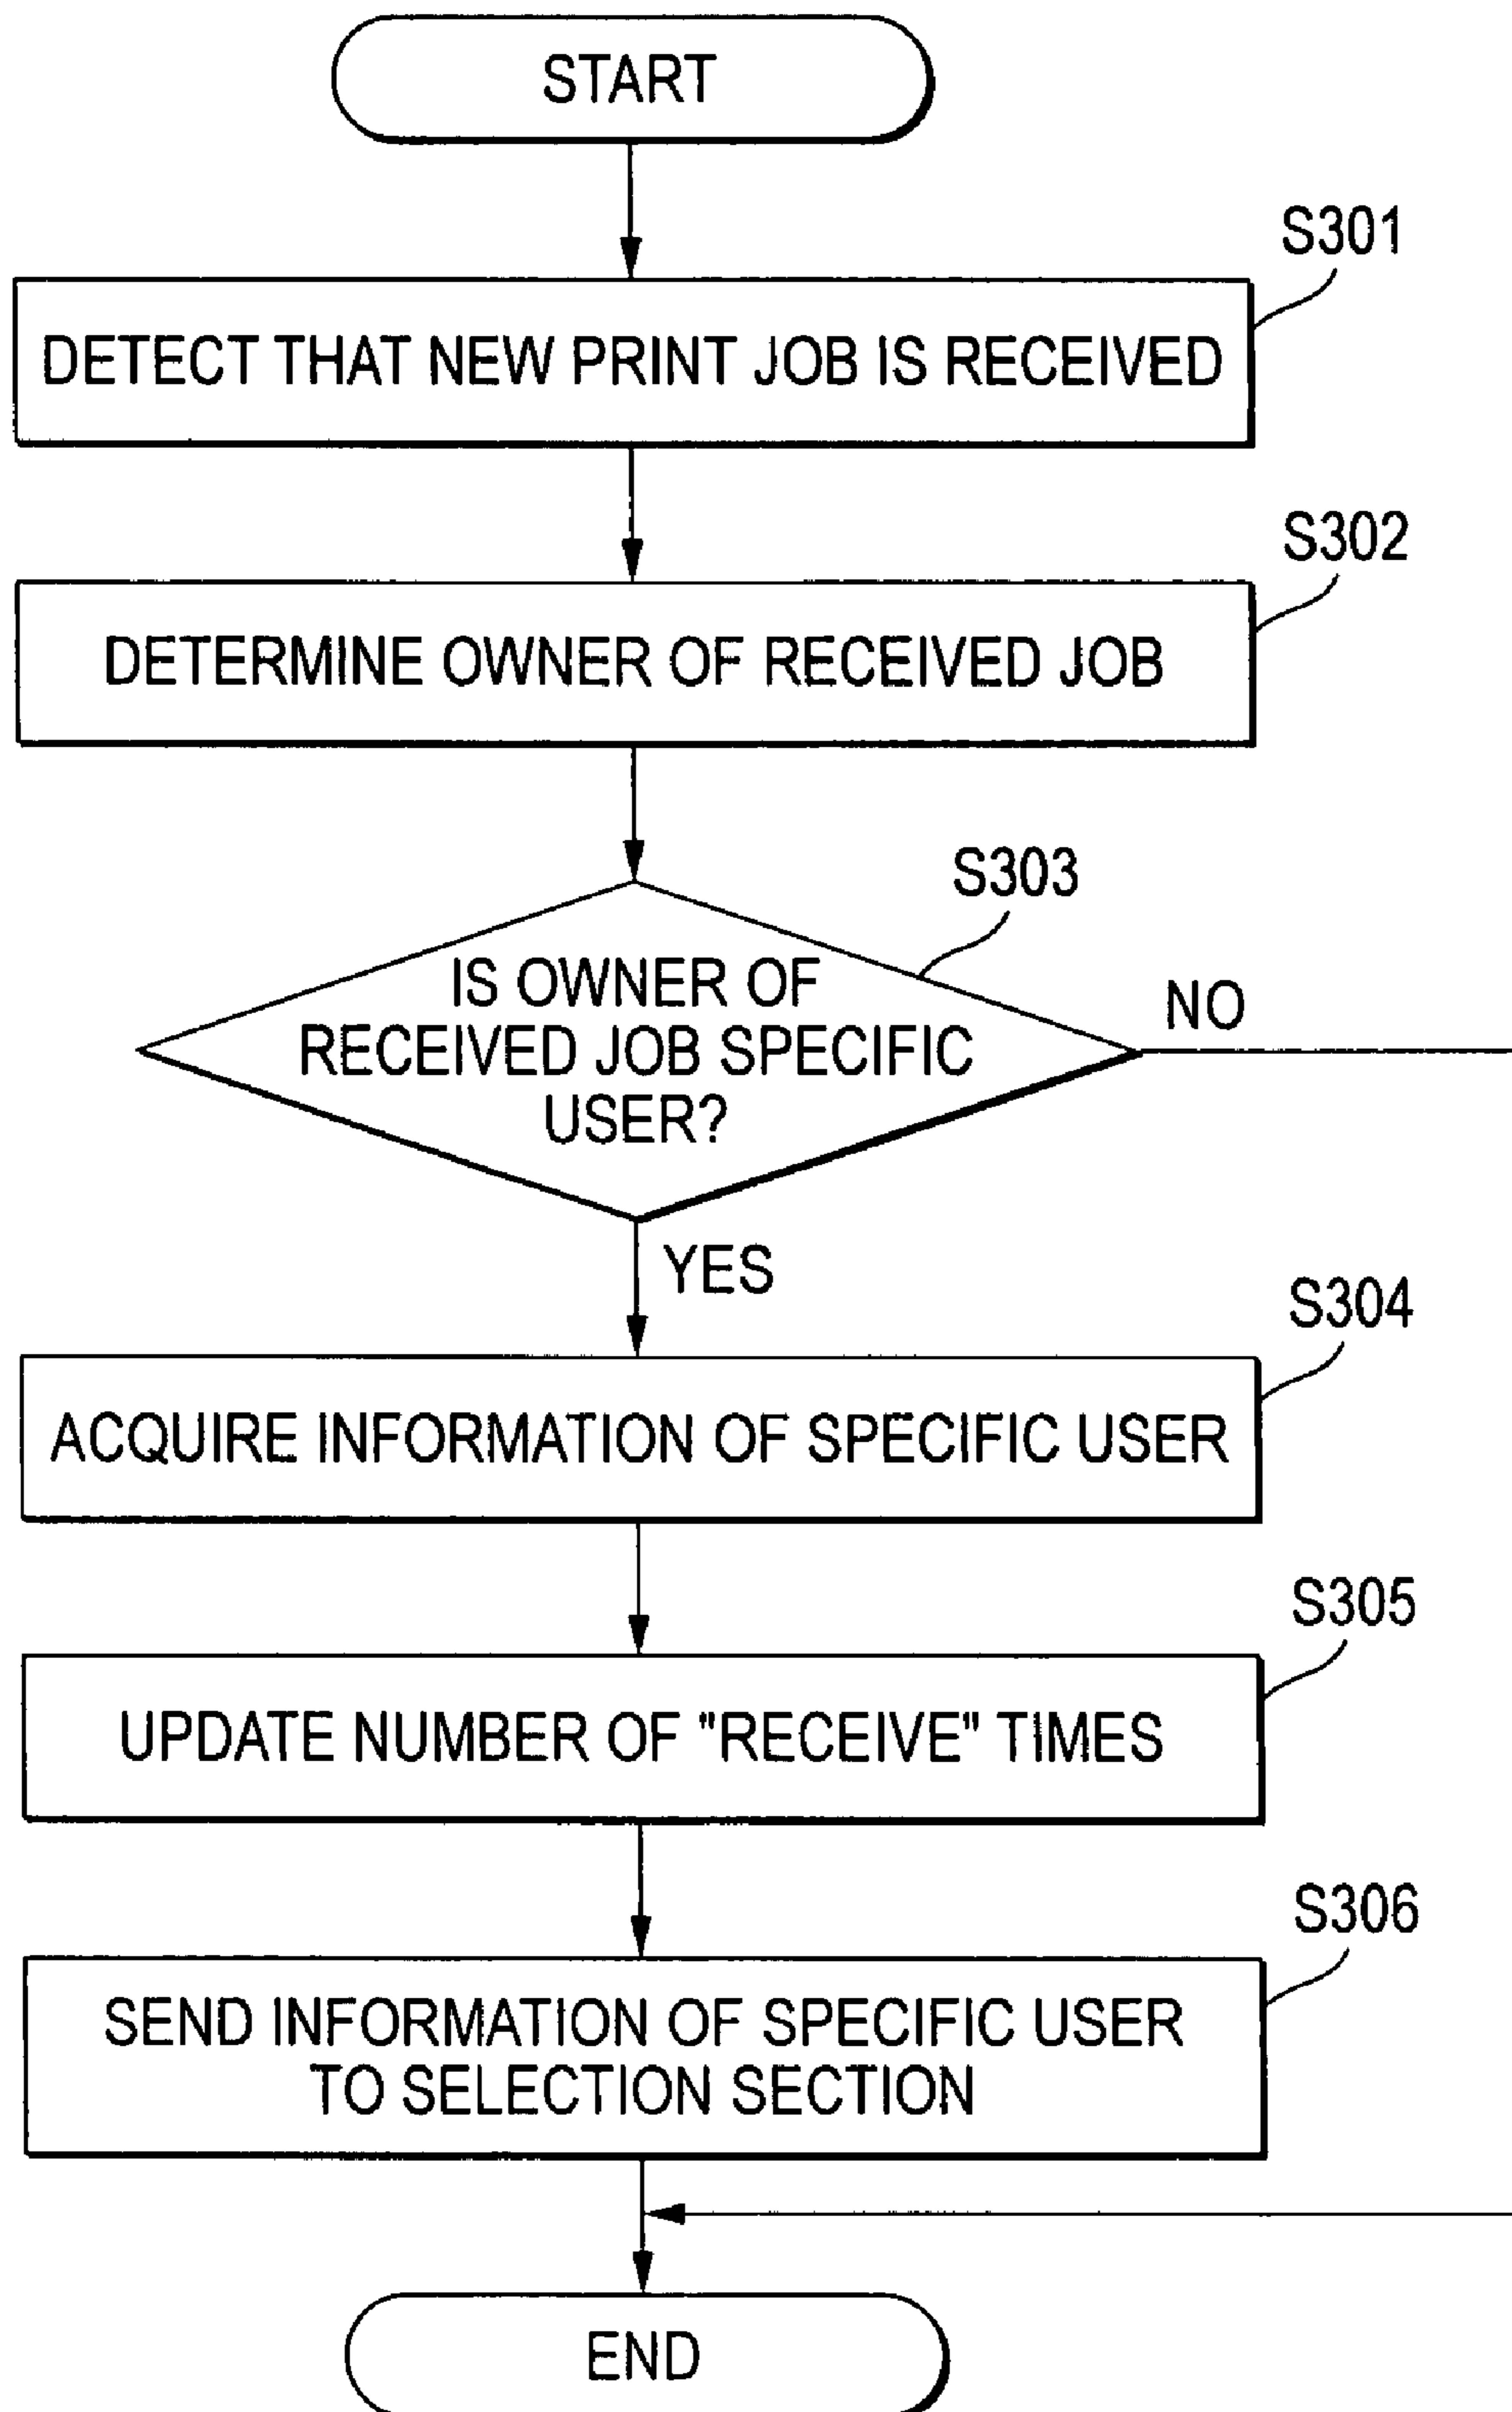 START
S301
DETECT THAT NEW PRINT JOB IS RECEIVED
S302
DETERMINE OWNER OF RECEIVED JOB
S303
IS OWNER OF
RECEIVED JOB SPECIFIC
USER?
NO
YES
S304
ACQUIRE INFORMATION OF SPECIFIC USER
S305
UPDATE NUMBER OF "RECEIVE" TIMES
S306
SEND INFORMATION OF SPECIFIC USER
TO SELECTION SECTION
END